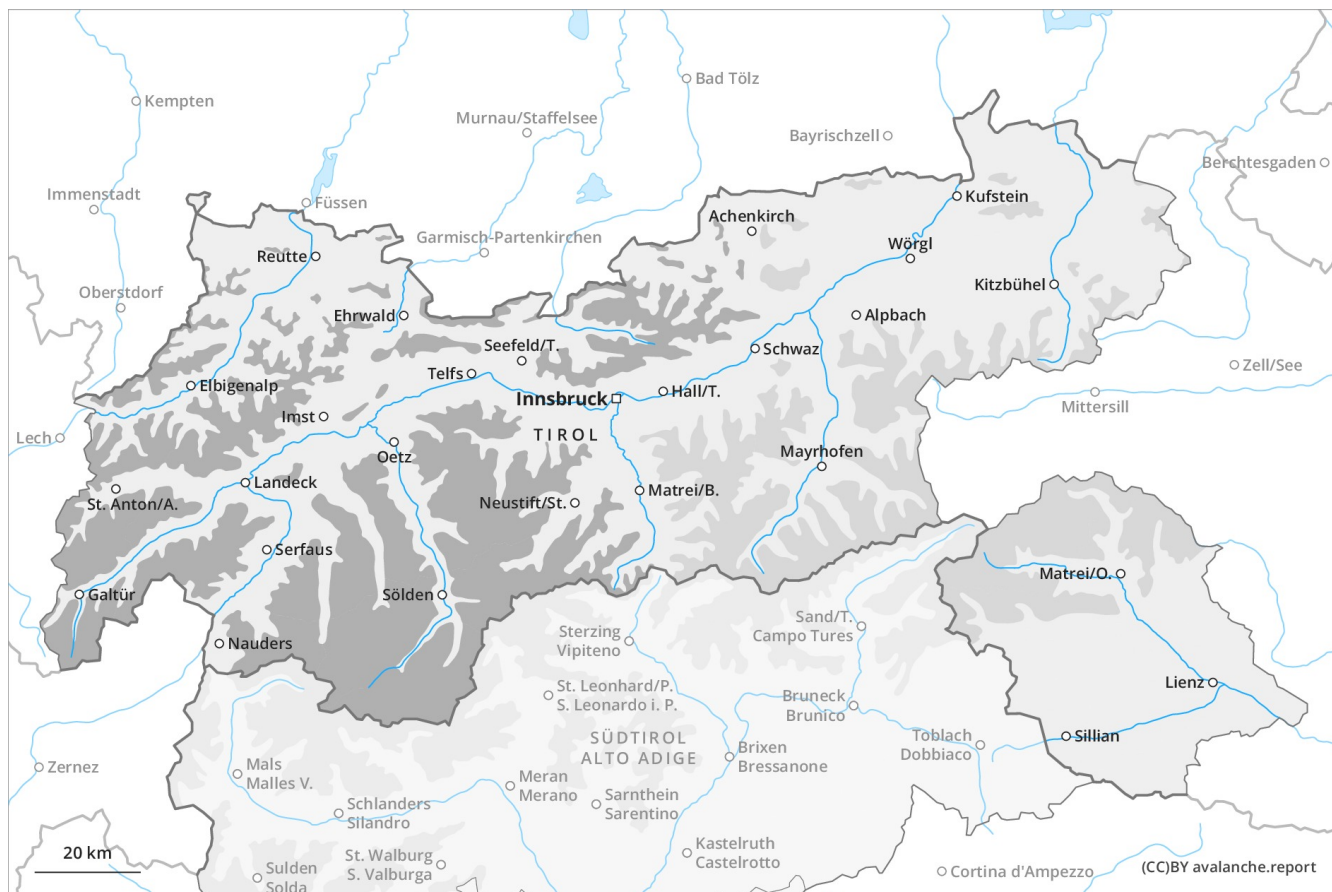 Bad Tölz
Kempten
Murnau/Staffelsee
Bayrischzell
Berchtesgaden
Immenstadt
Füssen
Kufstein
Achenkirch
Garmisch-Partenkirchen
Wörgl
Reutte
Oberstdorf
Kitzbühel
Ehrwald
Alpbach
Seefeld/T.
Schwaz
Zell/See
Telfs
Elbigenalp
Hall/T.
Innsbruck
Mittersill
Imst
Lech
TIROL
Oetz
Mayrhofen
Landeck
St. Anton/A.
Neustift/St.
Matrei/B.
Serfaus
Matrei/O.
Galtür
Sölden
Sand/T.
Campo Tures
Sterzing
Vipiteno
Nauders
Lienz
St. Leonhard/P.
S. Leonardo i. P.
Bruneck
Brunico
SÜDTIROL
ALTO ADIGE
Toblach
Dobbiaco
Sillian
Brixen
Bressanone
Zernez
Mals
Malles V.
Meran
Merano
Sarnthein
Sarentino
Schlanders
Silandro
Kastelruth
Castelrotto
20 km
St. Walburg
S. Valburga
Sulden
Solda
Cortina d'Ampezzo
(CC)BY avalanche.report